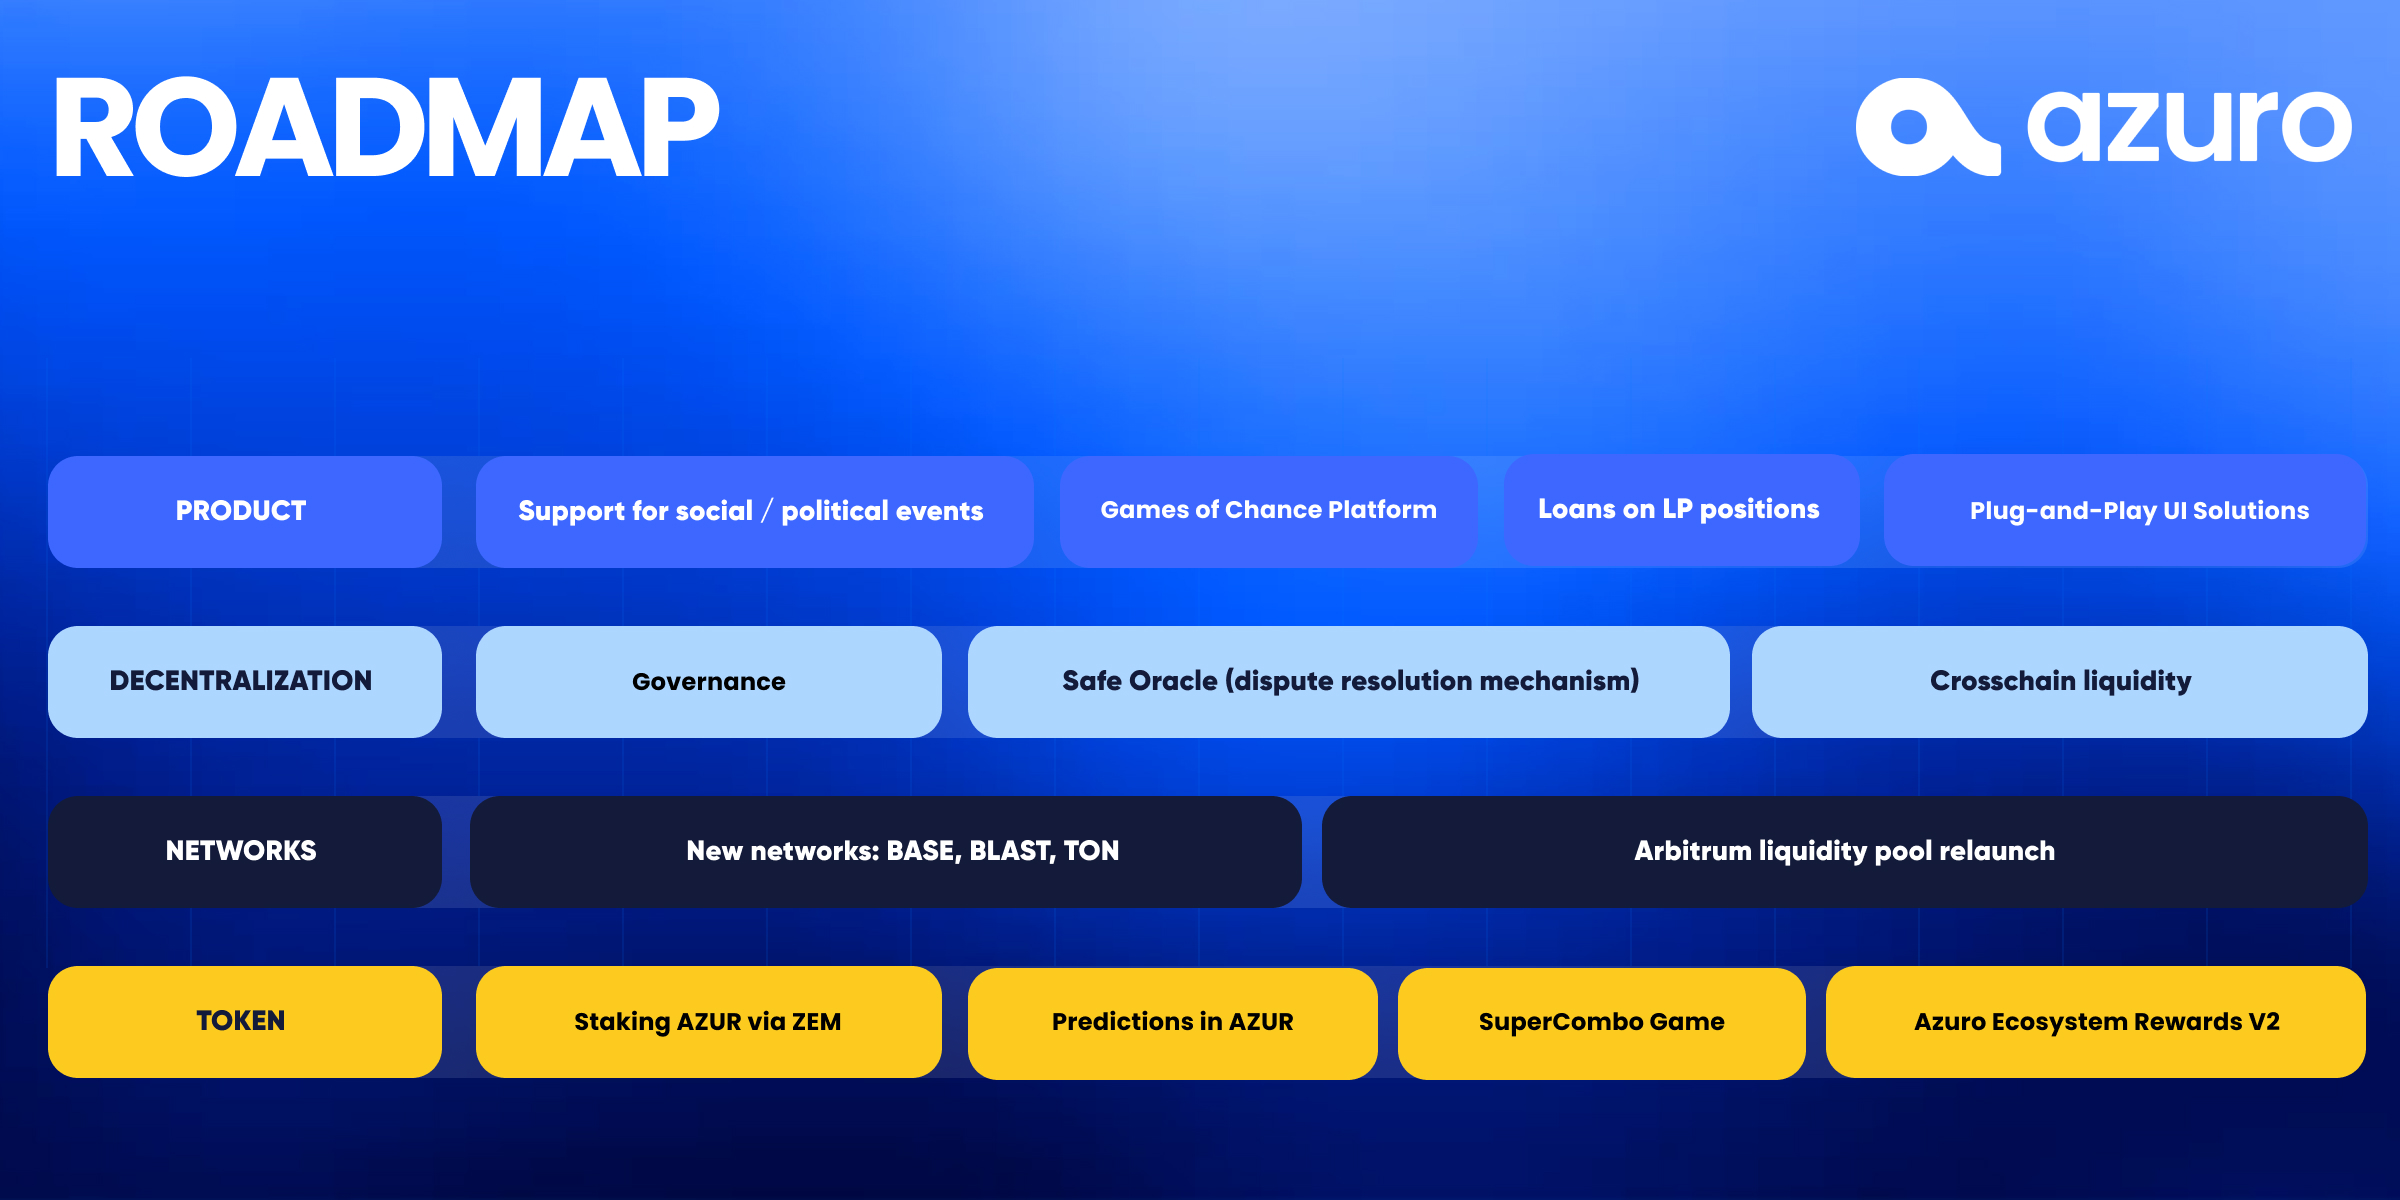 ROADMAP
azuro
PRODUCT
Support for social / political events
Games of Chance Platform
Loans on LP positions
Plug-and-Play UI Solutions
DECENTRALIZATION
Governance
Safe Oracle (dispute resolution mechanism)
Crosschain liquidity
NETWORKS
New networks: BASE, BLAST, TON
Arbitrum liquidity pool relaunch
TOKEN
Staking AZUR via ZEM
Predictions in AZUR
SuperCombo Game
Azuro Ecosystem Rewards V2